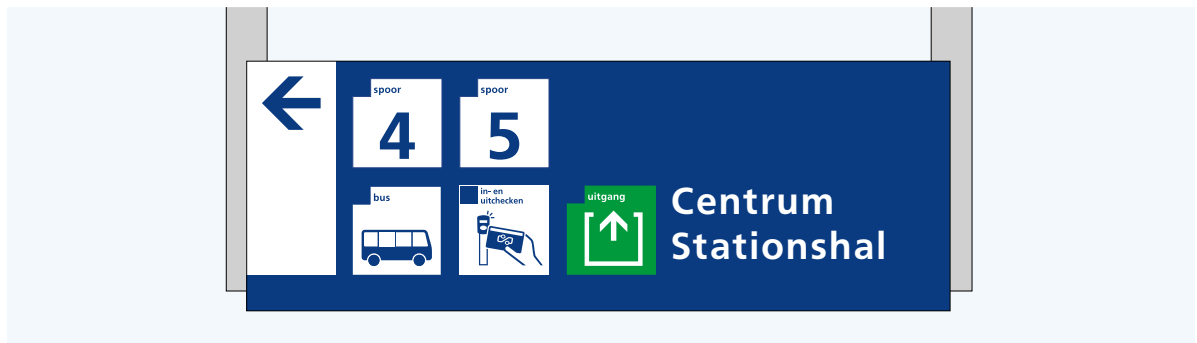 spoor
4
spoor
5
bus
in- en
uitchecken
uitgang
Centrum
Stationshal